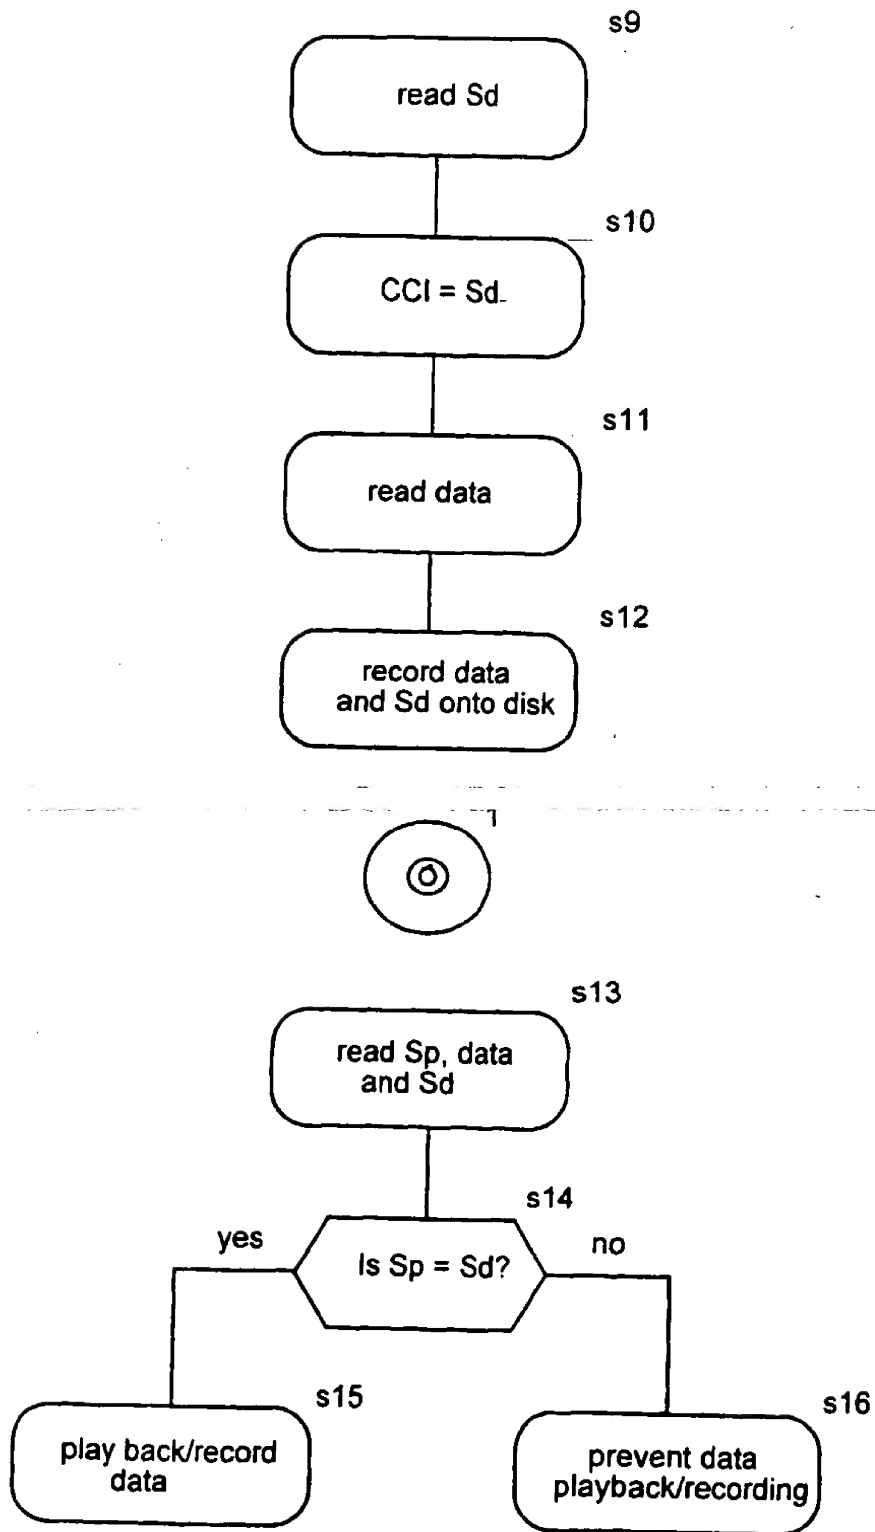 s9
read Sd
s10
CCI = Sd
s11
read data
s12
record data
and Sd onto disk
1
s13
read Sp, data
and Sd
s14
yes
Is Sp = Sd?
no
s15
play back/record
data
s16
prevent data
playback/recording